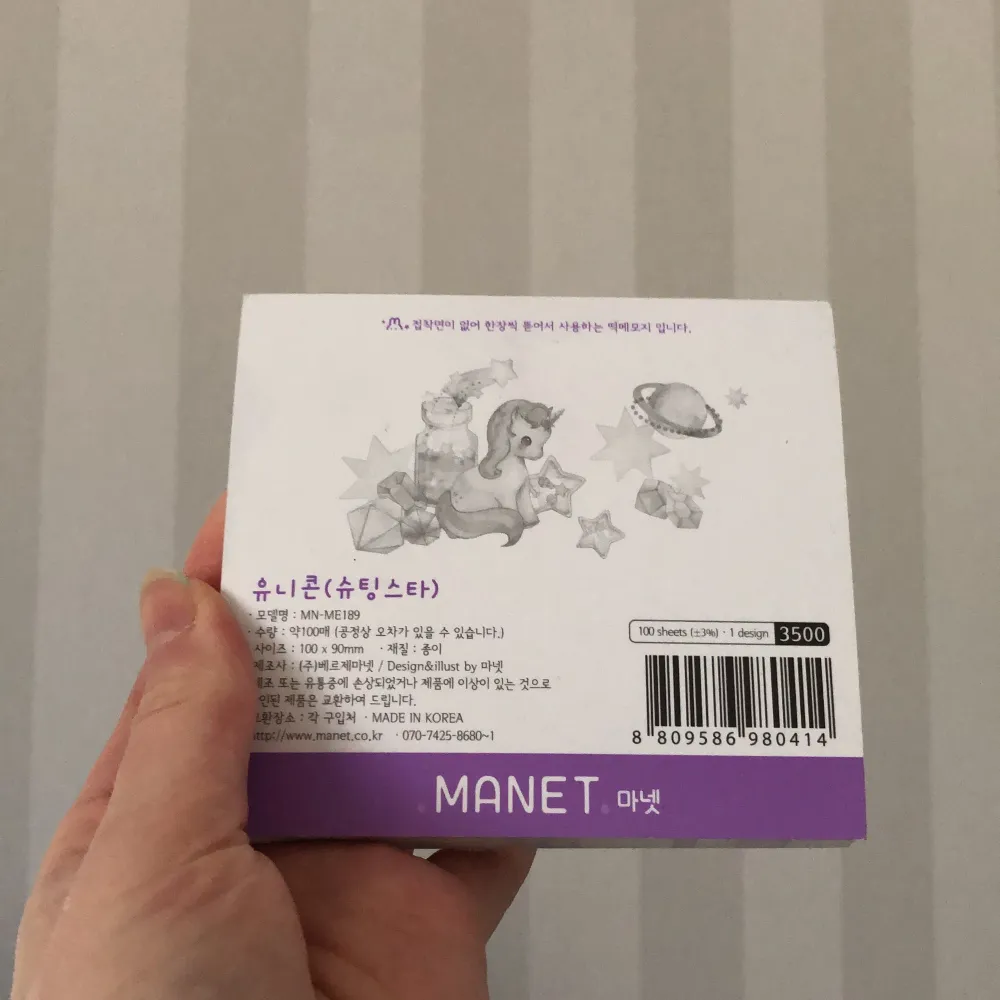 접착면이 없어 한장씩 뜯어서 사용하는 떡메모지 입니다.
유니콘(슈팅스타)
· 모델명 : MN-ME189
· 수량 : 약100매 (공정상 오차가 있을 수 있습니다.)
사이즈 : 100 x 90mm · 재질 : 종이
제조사 : (주)베르제마넷 / Design&illust by 마넷
제조 또는 유통중에 손상되었거나 제품에 이상이 있는 것으로
인된 제품은 교환하여 드립니다.
교환장소 : 각 구입처 · MADE IN KOREA
http://www.manet.co.kr · 070-7425-8680~1
100 sheets (±3%) · 1 design 3500
8 809586 980414
MANET 마넷